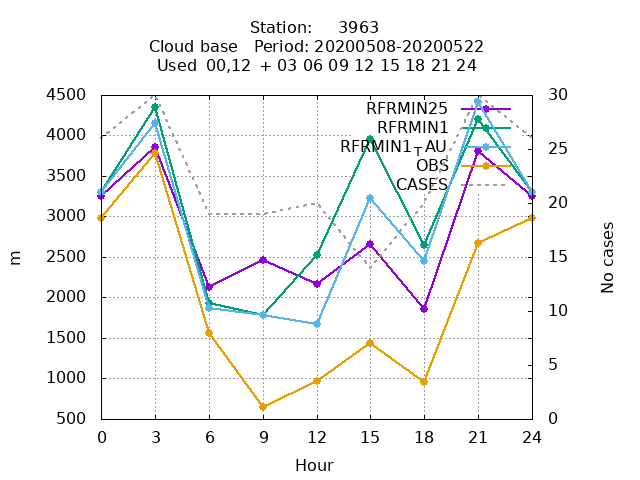 Station: 3963
Cloud base Period: 20200508-20200522
Used 00,12 + 03 06 09 12 15 18 21 24
4500
4000
3500
3000
2500
2000
1500
1000
500
m
30
25
20
15
10
5
0
No cases
RFRMIN25
RFRMIN1
RFRMIN1TAU
OBS
CASES
0 3 6 9 12 15 18 21 24
Hour